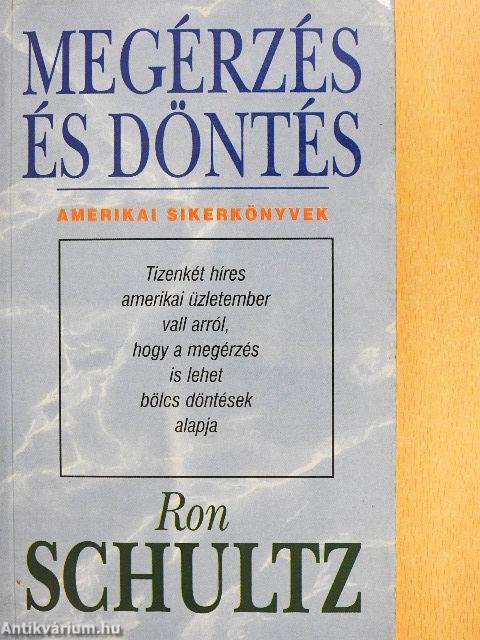 MEGÉRZÉS
ÉS DÖNTÉS
AMERIKAI SIKERKÖNYVEK
Tizenkét híres
amerikai üzletember
vall arról,
hogy a megérzés
is lehet
bölcs döntések
alapja
Ron
SCHULTZ
Antikvárium.hu